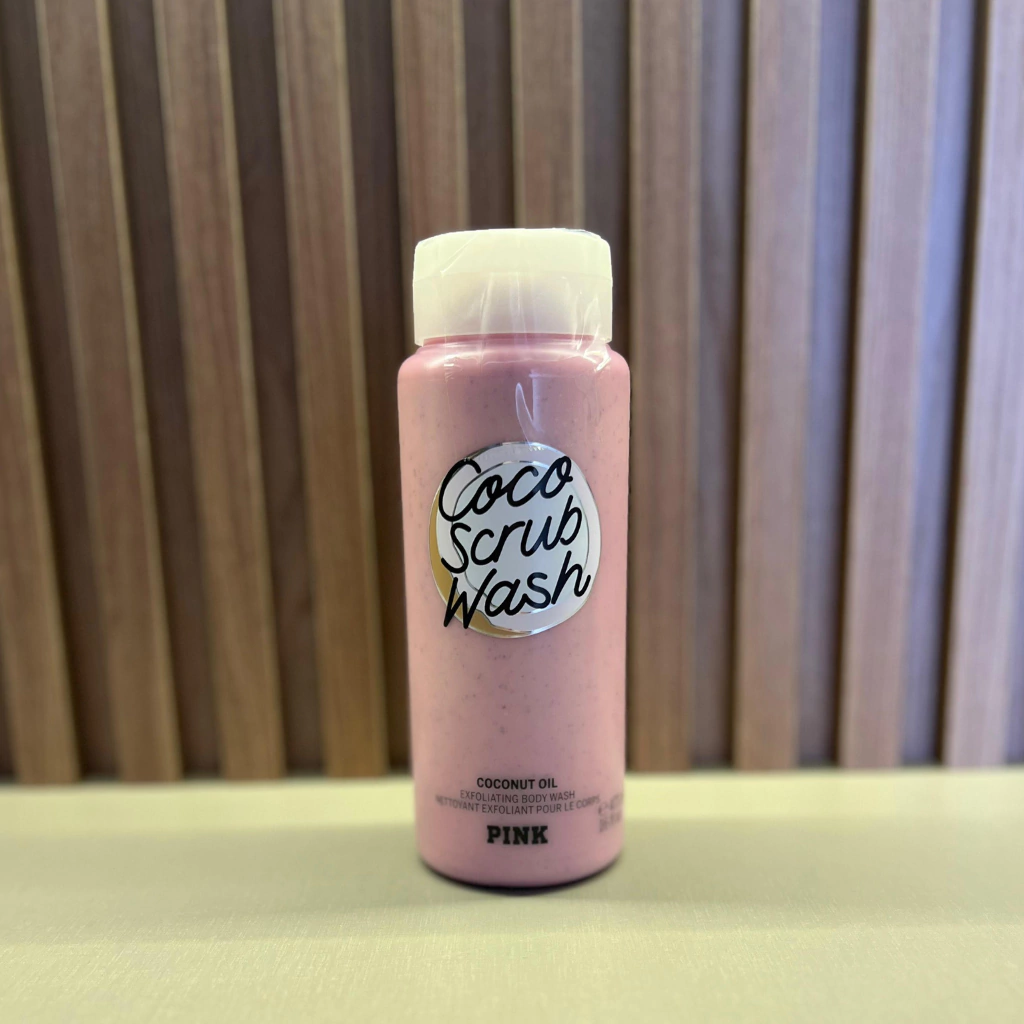 Coco
Scrub
Wash
COCONUT OIL
EXFOLIATING BODY WASH
NETTOYANT EXFOLIANT POUR LE CORPS
PINK